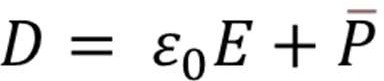 D = ε₀E + P̅